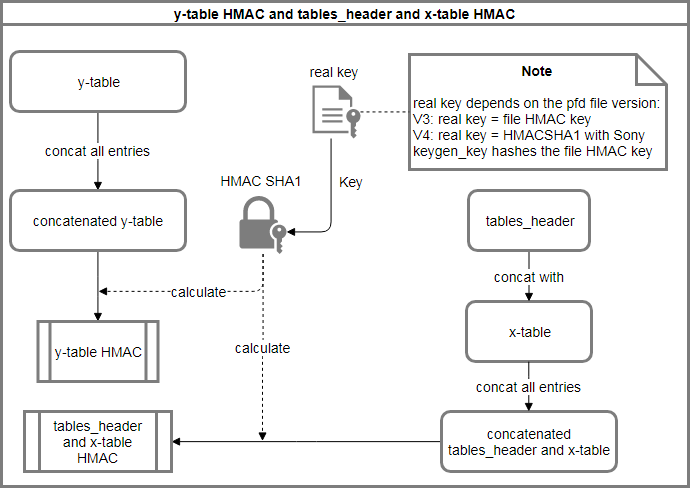 y-table HMAC and tables_header and x-table HMAC
y-table
real key
Note
real key depends on the pfd file version:
V3: real key = file HMAC key
V4: real key = HMACSHA1 with Sony
keygen_key hashes the file HMAC key
concat all entries
HMAC SHA1
Key
concatenated y-table
tables_header
concat with
calculate
y-table HMAC
x-table
calculate
concat all entries
tables_header
and x-table
HMAC
concatenated
tables_header and x-table